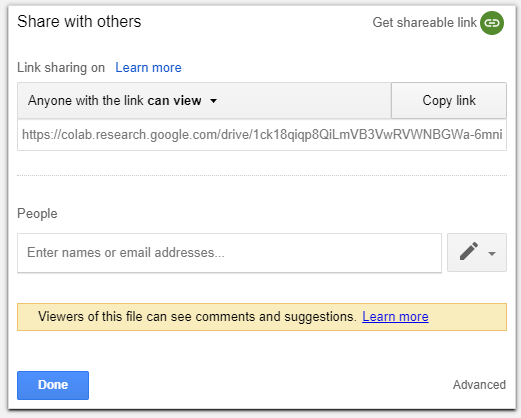 Share with others
Get shareable link
Link sharing on Learn more
Anyone with the link can view
Copy link
https://colab.research.google.com/drive/1ck18qiqp8QiLmVB3VwRVWNBGWa-6mni
People
Enter names or email addresses...
Viewers of this file can see comments and suggestions. Learn more
Done
Advanced